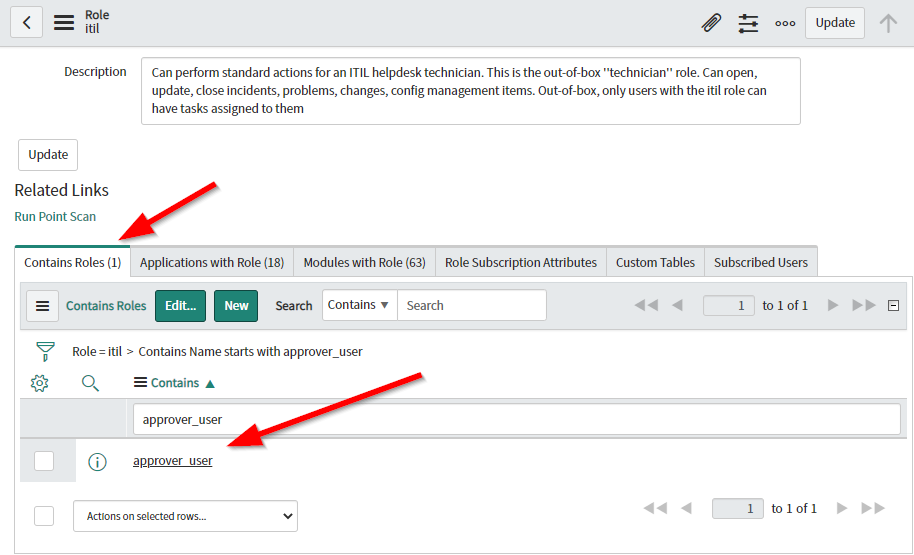 Role
itil
Update
Description
Can perform standard actions for an ITIL helpdesk technician. This is the out-of-box "technician" role. Can open,
update, close incidents, problems, changes, config management items. Out-of-box, only users with the itil role can
have tasks assigned to them
Update
Related Links
Run Point Scan
Contains Roles (1) Applications with Role (18) Modules with Role (63) Role Subscription Attributes Custom Tables Subscribed Users
Contains Roles Edit... New Search Contains Search 1 to 1 of 1
Role = itil > Contains Name starts with approver_user
Contains
approver_user
approver_user
Actions on selected rows... 1 to 1 of 1